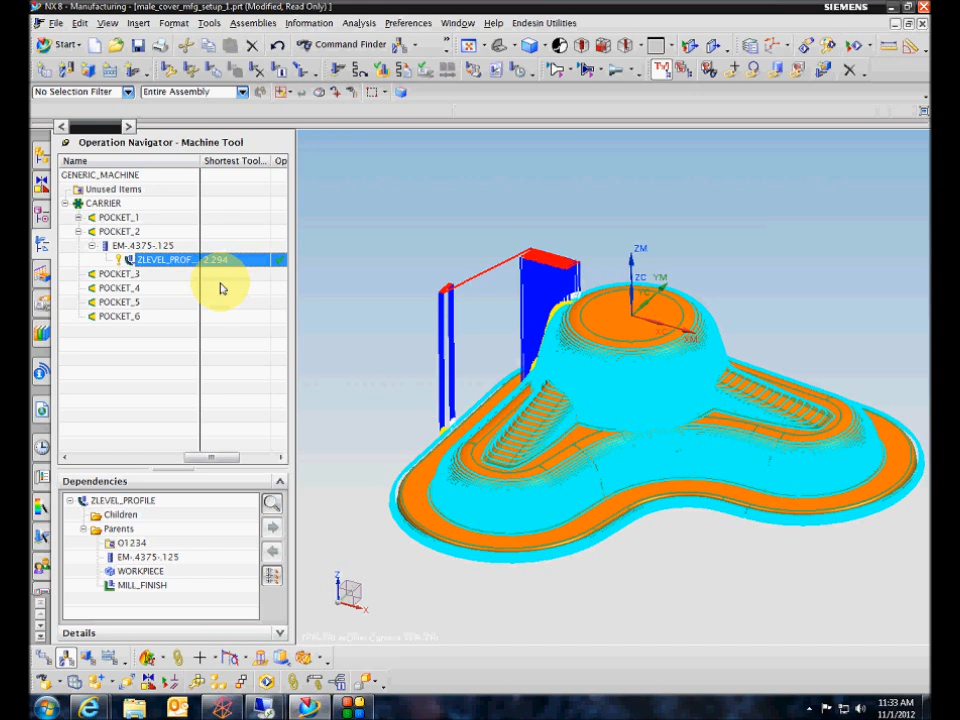 NX 8 - Manufacturing - [male_cover_mfg_setup_1.prt (Modified, Read Only) ]
SIEMENS
File Edit View Insert Format Tools Assemblies Information Analysis Preferences Window Help Endesin Utilities
Start Command Finder
No Selection Filter Entire Assembly
Operation Navigator - Machine Tool
Name Shortest Tool... Op
GENERIC_MACHINE
Unused Items
CARRIER
POCKET_1
POCKET_2
EM-.4375-.125
ZLEVEL_PROF... 2.294
POCKET_3
POCKET_4
POCKET_5
POCKET_6
ZM
ZC YM
YC
XC
XM
Dependencies
ZLEVEL_PROFILE
Children
Parents
O1234
EM-.4375-.125
WORKPIECE
MILL_FINISH
Z
X
Details
11:33 AM
11/1/2012